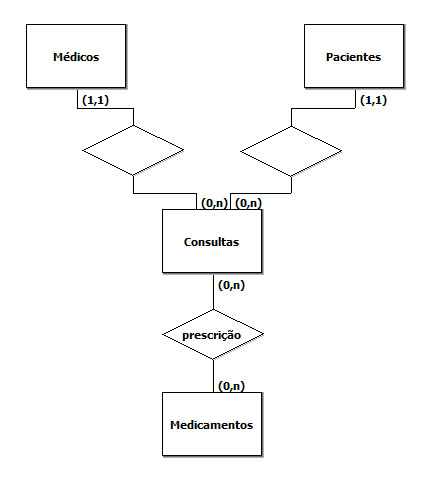 Médicos
Pacientes
(1,1)
(1,1)
(0,n)
(0,n)
Consultas
(0,n)
prescrição
(0,n)
Medicamentos